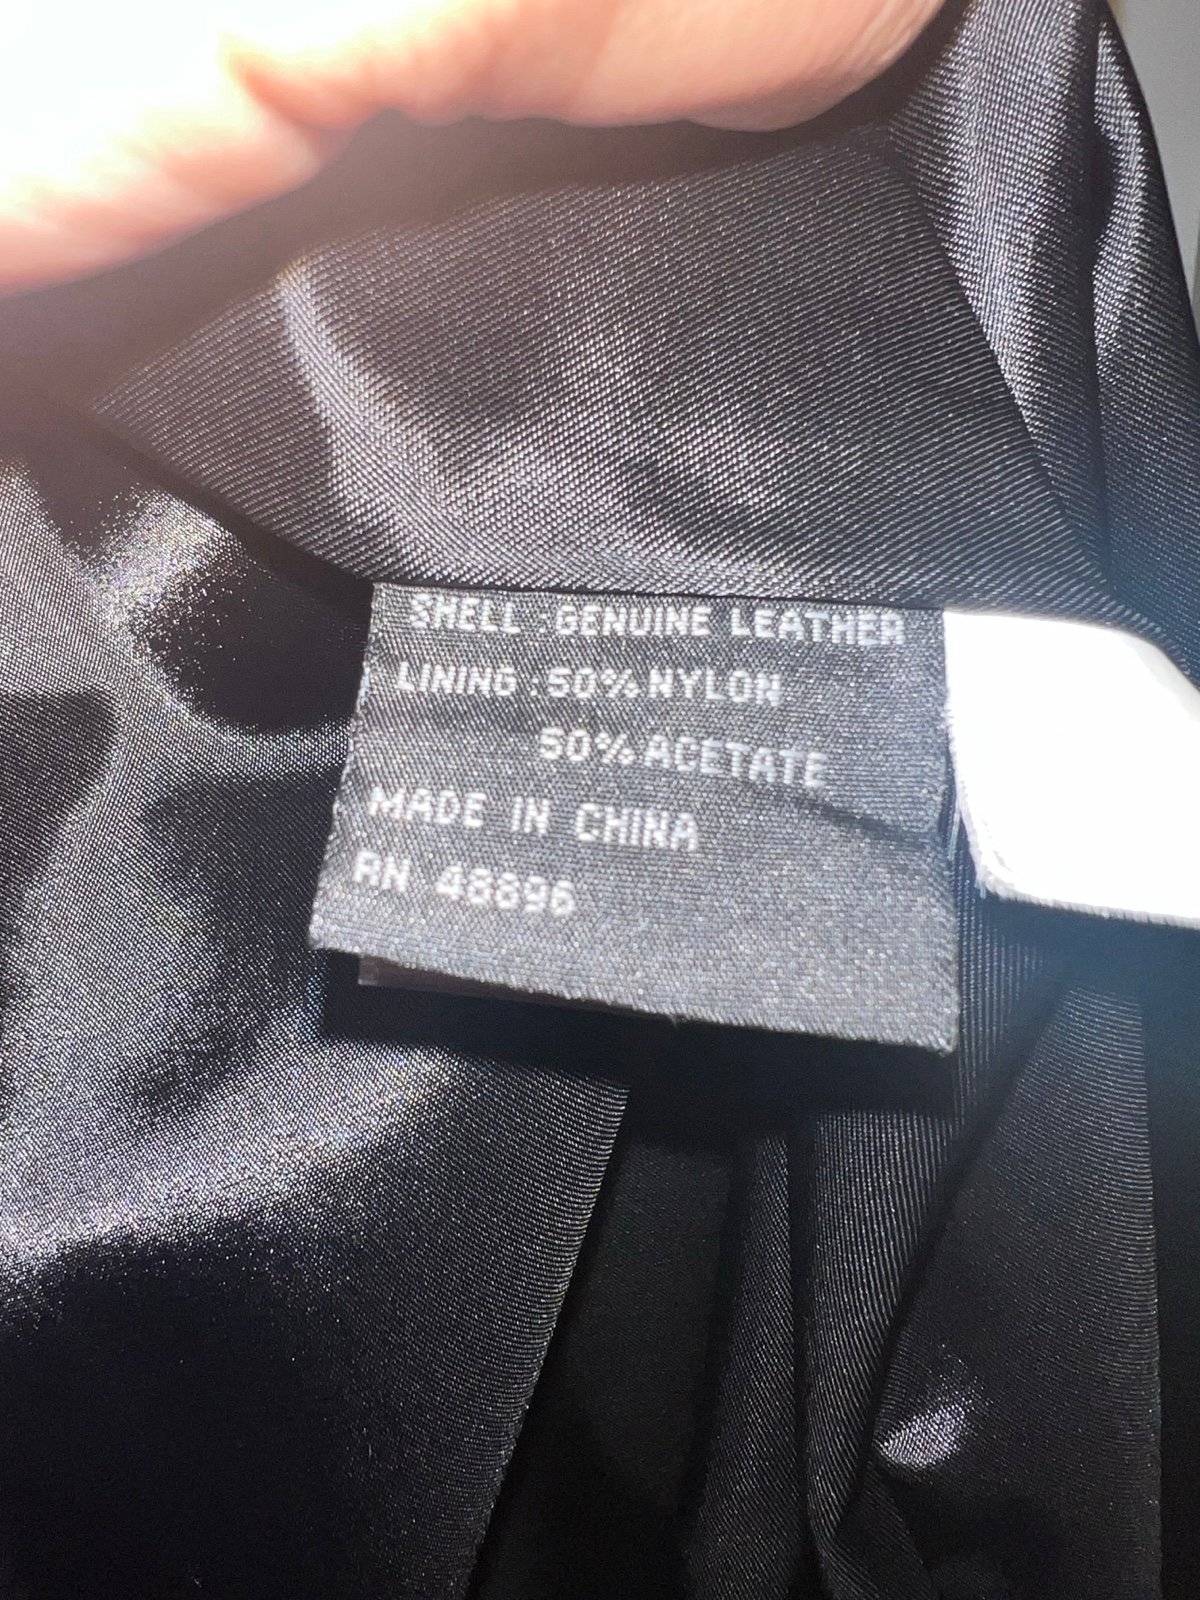 SHELL :GENUINE LEATHER
LINING :50% NYLON
50% ACETATE
MADE IN CHINA
RN 48896